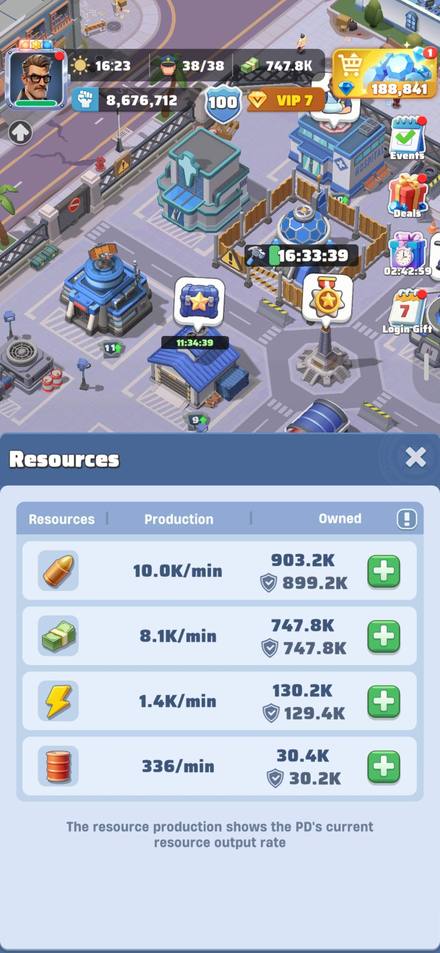 16:23
38/38
747.8K
1
188,841
8,676,712
100
VIP 7
Events
Deals
16:33:39
02:42:59
7
Login Gift
11:34:39
11
9
Resources
Resources
Production
Owned
!
10.0K/min
903.2K
899.2K
8.1K/min
747.8K
747.8K
1.4K/min
130.2K
129.4K
336/min
30.4K
30.2K
The resource production shows the PD's current
resource output rate